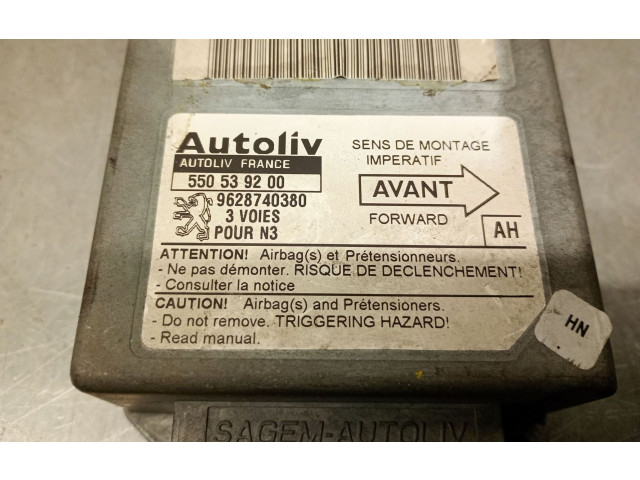 Autoliv
AUTOLIV FRANCE
550 53 92 00
9628740380
3 VOIES
POUR N3
SENS DE MONTAGE
IMPERATIF
AVANT
FORWARD
AH
ATTENTION! Airbag(s) et Prétensionneurs.
- Ne pas démonter. RISQUE DE DECLENCHEMENT!
- Consulter la notice
CAUTION! Airbag(s) and Prétensioners.
- Do not remove. TRIGGERING HAZARD!
- Read manual.
HN
SAGEM-AUTOLIV